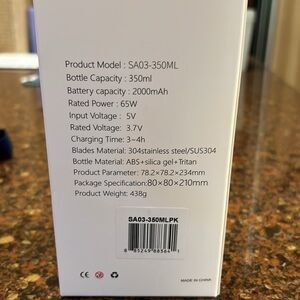 Product Model : SA03-350ML
Bottle Capacity : 350ml
Battery capacity : 2000mAh
Rated Power : 65W
Input Voltage : 5V
Rated Voltage: 3.7V
Charging Time: 3~4h
Blades Material: 304stainless steel/SUS304
Bottle Material: ABS+silica gel+Tritan
Product Parameter: 78.2×78.2×234mm
Package Specification:80×80×210mm
Product Weight: 438g
SA03-350MLPK
CE
MADE IN CHINA